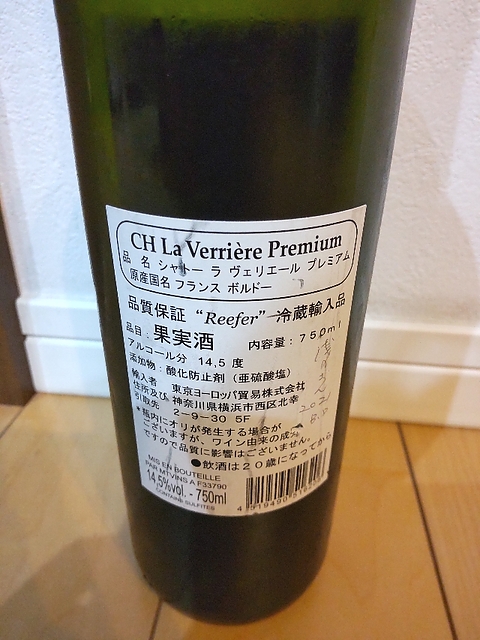 CH La Verrière Premium
品 名 シャトー ラ ヴェリエール プレミアム
原産国名 フランス ボルドー
品質保証 “Reefer” 冷蔵輸入品
品目：果実酒 内容量：750ml
アルコール分 14.5 度
添加物：酸化防止剤（亜硫酸塩）
輸入者 東京ヨーロッパ貿易株式会社
住所及び 神奈川県横浜市西区北幸
引取先 2－9－30 5F
＊瓶内にオリが発生する場合が
ございますが、ワイン由来の成分
ですので品質に影響はございません。
●飲酒は２０歳になってから
MIS EN BOUTEILLE
PAR MTVINS A F33790
14,5%vol. - 750ml
CONTAINS SULFITES